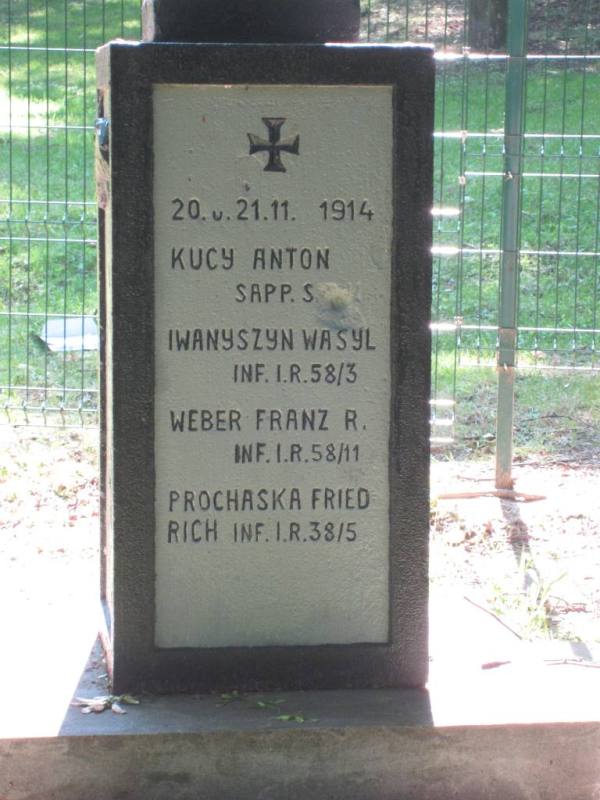 20. u. 21.11. 1914
KUCY ANTON
SAPP. S
IWANYSZYN WASYL
INF. I.R. 58/3
WEBER FRANZ R.
INF. I.R. 58/11
PROCHASKA FRIED
RICH INF. I.R. 38/5